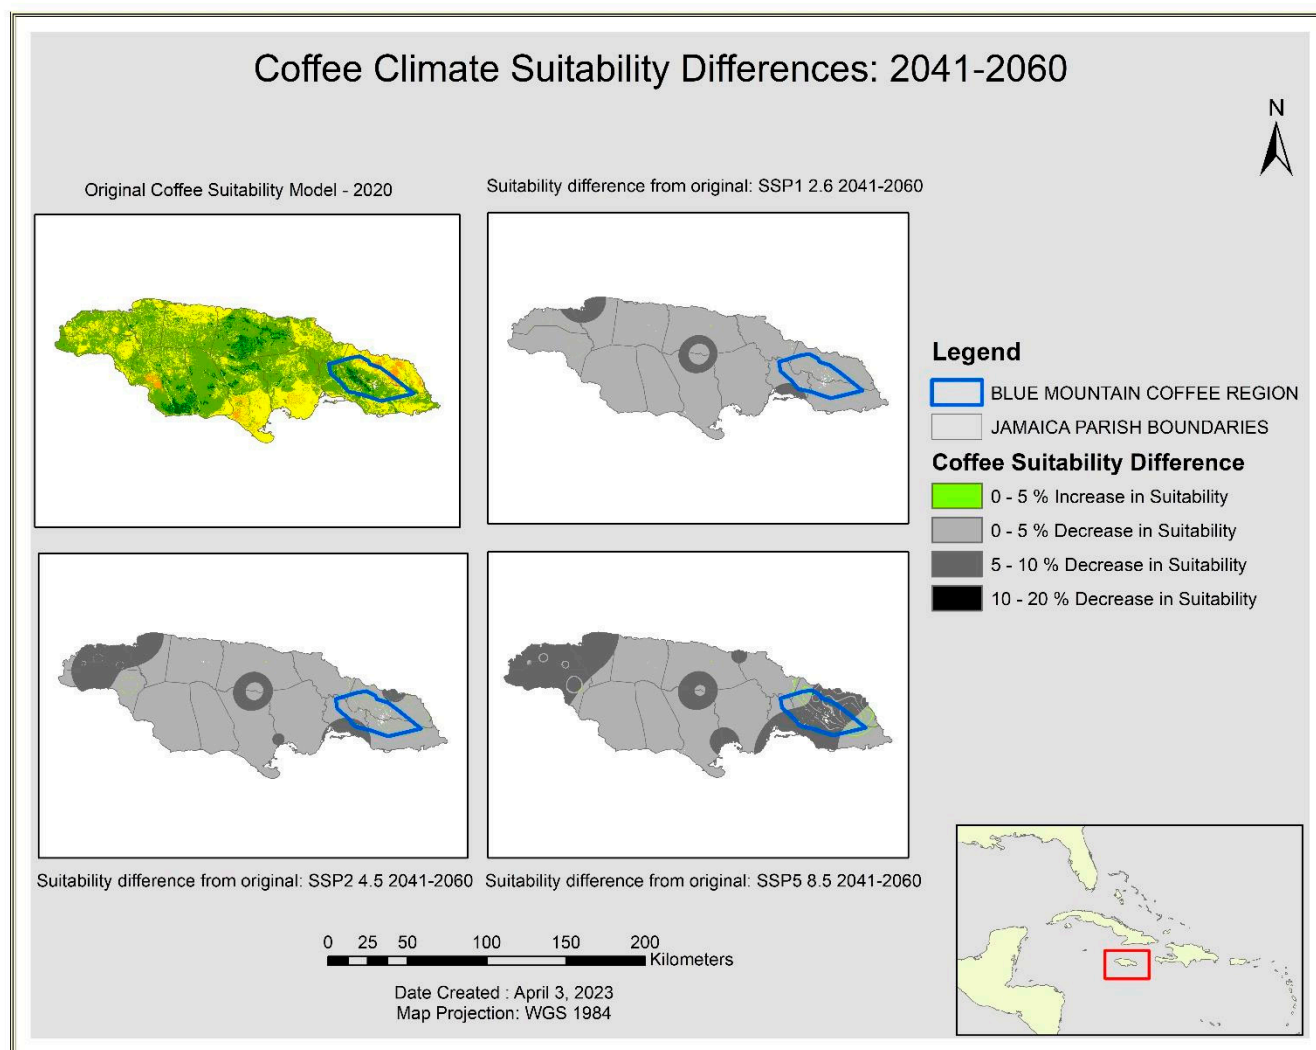 Coffee Climate Suitability Differences: 2041-2060
N
Original Coffee Suitability Model - 2020
Suitability difference from original: SSP1 2.6 2041-2060
Legend
BLUE MOUNTAIN COFFEE REGION
JAMAICA PARISH BOUNDARIES
Coffee Suitability Difference
0 - 5 % Increase in Suitability
0 - 5 % Decrease in Suitability
5 - 10 % Decrease in Suitability
10 - 20 % Decrease in Suitability
Suitability difference from original: SSP2 4.5 2041-2060
Suitability difference from original: SSP5 8.5 2041-2060
0 25 50 100 150 200
Kilometers
Date Created : April 3, 2023
Map Projection: WGS 1984